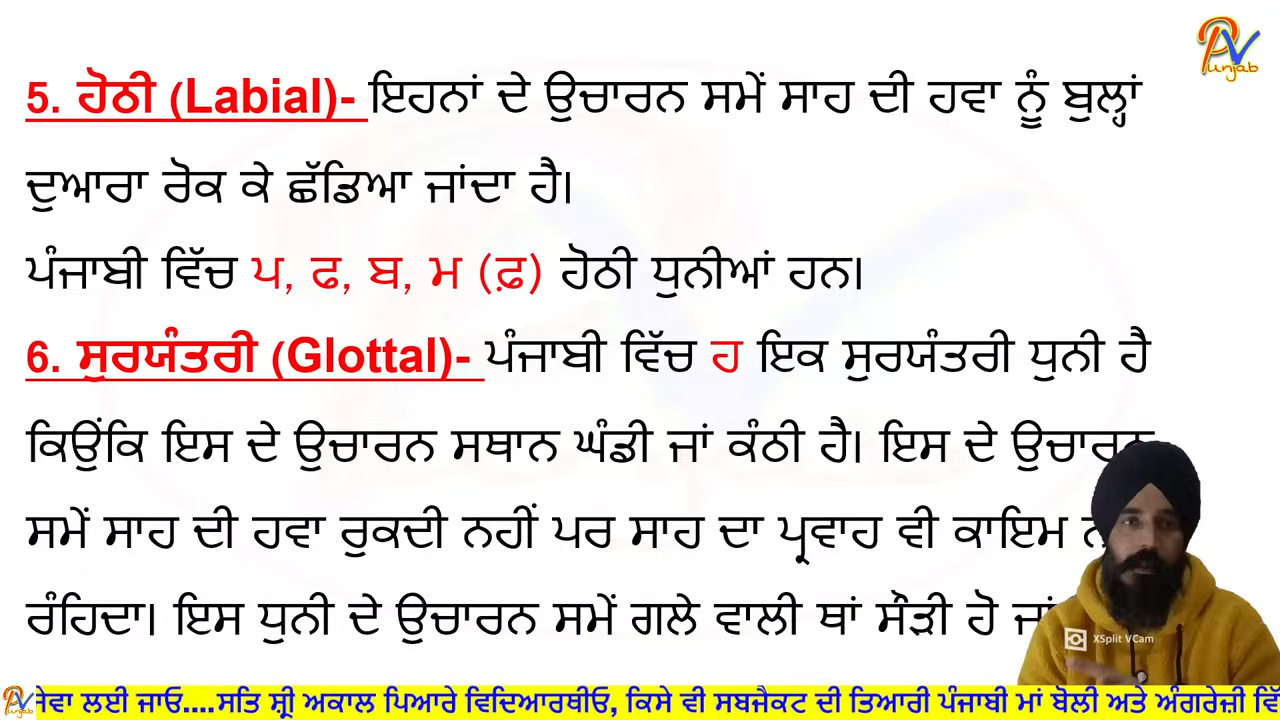 5. ਹੋਠੀ (Labial)- ਇਹਨਾਂ ਦੇ ਉਚਾਰਨ ਸਮੇਂ ਸਾਹ ਦੀ ਹਵਾ ਨੂੰ ਬੁਲ੍ਹਾਂ
ਦੁਆਰਾ ਰੋਕ ਕੇ ਛੱਡਿਆ ਜਾਂਦਾ ਹੈ।
ਪੰਜਾਬੀ ਵਿੱਚ ਪ, ਫ, ਬ, ਮ (ਫ਼) ਹੋਠੀ ਧੁਨੀਆਂ ਹਨ।
6. ਸੁਰਯੰਤਰੀ (Glottal)- ਪੰਜਾਬੀ ਵਿੱਚ ਹ ਇਕ ਸੁਰਯੰਤਰੀ ਧੁਨੀ ਹੈ
ਕਿਉਂਕਿ ਇਸ ਦੇ ਉਚਾਰਨ ਸਥਾਨ ਘੰਡੀ ਜਾਂ ਕੰਠੀ ਹੈ। ਇਸ ਦੇ ਉਚਾਰਨ
ਸਮੇਂ ਸਾਹ ਦੀ ਹਵਾ ਰੁਕਦੀ ਨਹੀਂ ਪਰ ਸਾਹ ਦਾ ਪ੍ਰਵਾਹ ਵੀ ਕਾਇਮ
ਰੰਹਿਦਾ। ਇਸ ਧੁਨੀ ਦੇ ਉਚਾਰਨ ਸਮੇਂ ਗਲੇ ਵਾਲੀ ਥਾਂ ਸੌੜੀ ਹੋ
XSplit VCam
ਲਈ ਜਾਓ....ਸਤਿ ਸ਼੍ਰੀ ਅਕਾਲ ਪਿਆਰੇ ਵਿਦਿਆਰਥੀਓ, ਕਿਸੇ ਵੀ ਸਬਜੈਕਟ ਦੀ ਤਿਆਰੀ ਪੰਜਾਬੀ ਮਾਂ ਬੋਲੀ ਅਤੇ ਅੰਗਰੇਜ਼ੀ